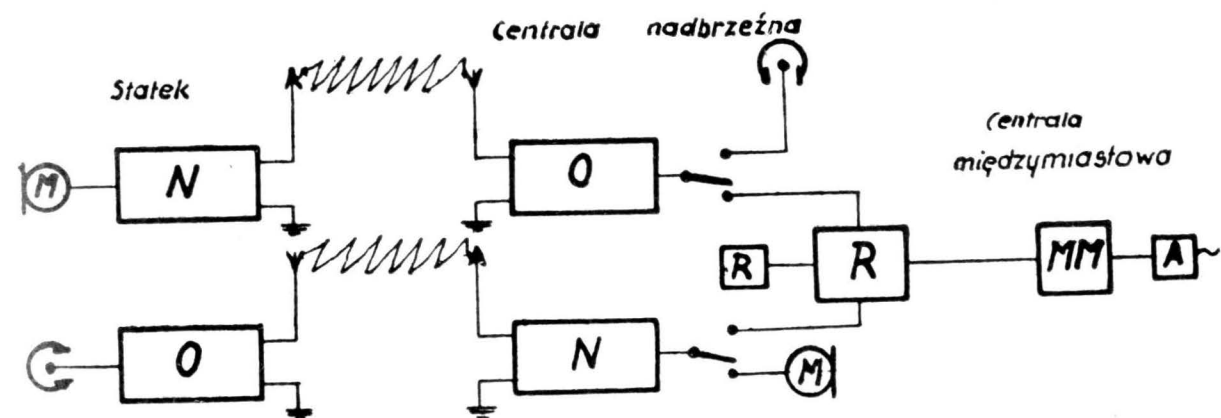 Centrala nadbrzeżna
Statek
Centrala
międzymiastowa
M
N
O
R
R
MM
A
O
N
M